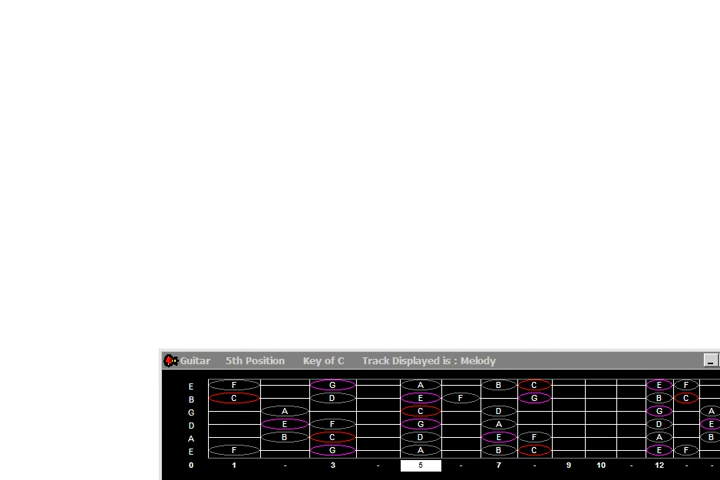 Guitar 5th Position Key of C Track Displayed is : Melody
E F G A B C E F
B C D E F G B C
G A C D G A
D E F G A D E
A B C D E F A B
E F G A B C E F
0 1 - 3 - 5 - 7 - 9 10 - 12 - -